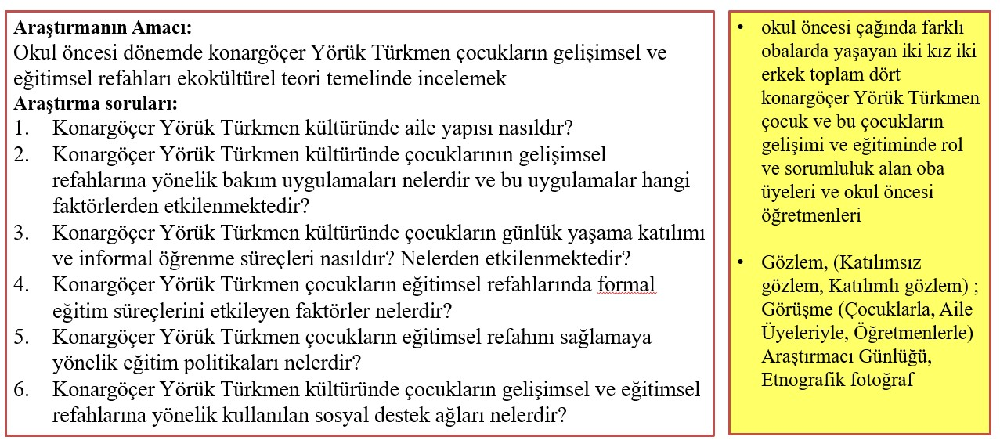 Araştırmanın Amacı:
Okul öncesi dönemde konargöçer Yörük Türkmen çocukların gelişimsel ve
eğitimsel refahları ekokültürel teori temelinde incelemek
Araştırma soruları:
1. Konargöçer Yörük Türkmen kültüründe aile yapısı nasıldır?
2. Konargöçer Yörük Türkmen kültüründe çocuklarının gelişimsel
refahlarına yönelik bakım uygulamaları nelerdir ve bu uygulamalar hangi
faktörlerden etkilenmektedir?
3. Konargöçer Yörük Türkmen kültüründe çocukların günlük yaşama katılımı
ve informal öğrenme süreçleri nasıldır? Nelerden etkilenmektedir?
4. Konargöçer Yörük Türkmen çocukların eğitimsel refahlarında formal
eğitim süreçlerini etkileyen faktörler nelerdir?
5. Konargöçer Yörük Türkmen çocukların eğitimsel refahını sağlamaya
yönelik eğitim politikaları nelerdir?
6. Konargöçer Yörük Türkmen kültüründe çocukların gelişimsel ve eğitimsel
refahlarına yönelik kullanılan sosyal destek ağları nelerdir?
• okul öncesi çağında farklı
obalarda yaşayan iki kız iki
erkek toplam dört
konargöçer Yörük Türkmen
çocuk ve bu çocukların
gelişimi ve eğitiminde rol
ve sorumluluk alan oba
üyeleri ve okul öncesi
öğretmenleri
• Gözlem, (Katılımsız
gözlem, Katılımlı gözlem) ;
Görüşme (Çocuklarla, Aile
Üyeleriyle, Öğretmenlerle)
Araştırmacı Günlüğü,
Etnografik fotoğraf